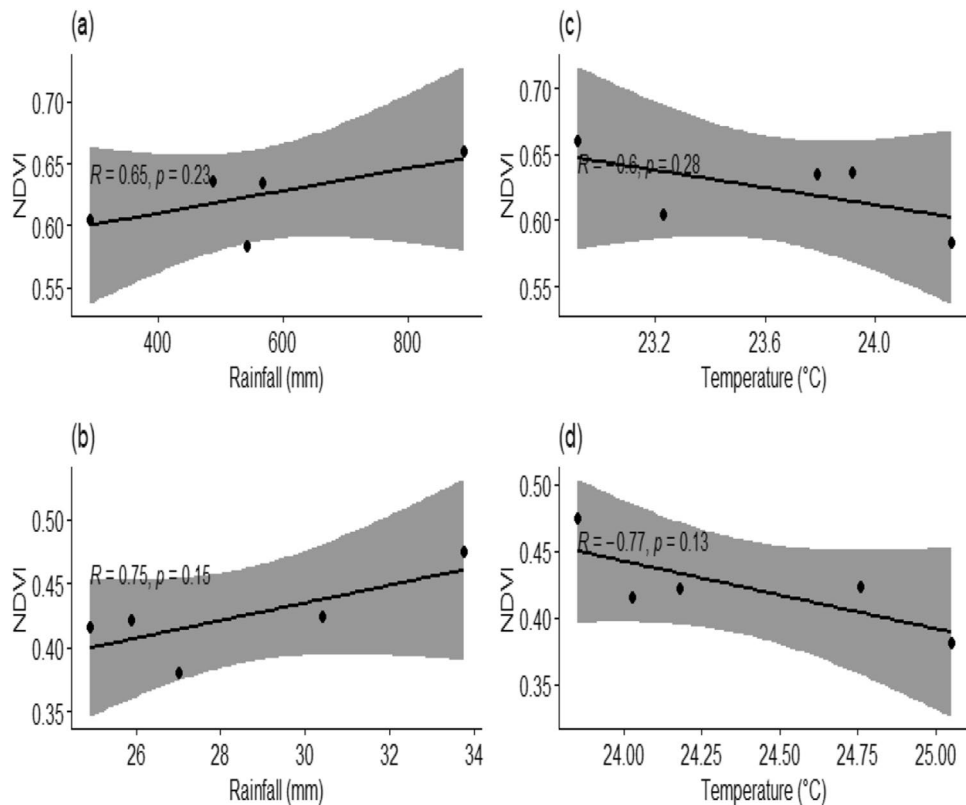 (a)
NDVI
0.70
0.65
0.60
0.55
R = 0.65, p = 0.23
400 600 800
Rainfall (mm)
(c)
NDVI
0.70
0.65
0.60
0.55
R = −0.6, p = 0.28
23.2 23.6 24.0
Temperature (°C)
(b)
NDVI
0.50
0.45
0.40
0.35
R = 0.75, p = 0.15
26 28 30 32 34
Rainfall (mm)
(d)
NDVI
0.50
0.45
0.40
0.35
R = −0.77, p = 0.13
24.00 24.25 24.50 24.75 25.00
Temperature (°C)